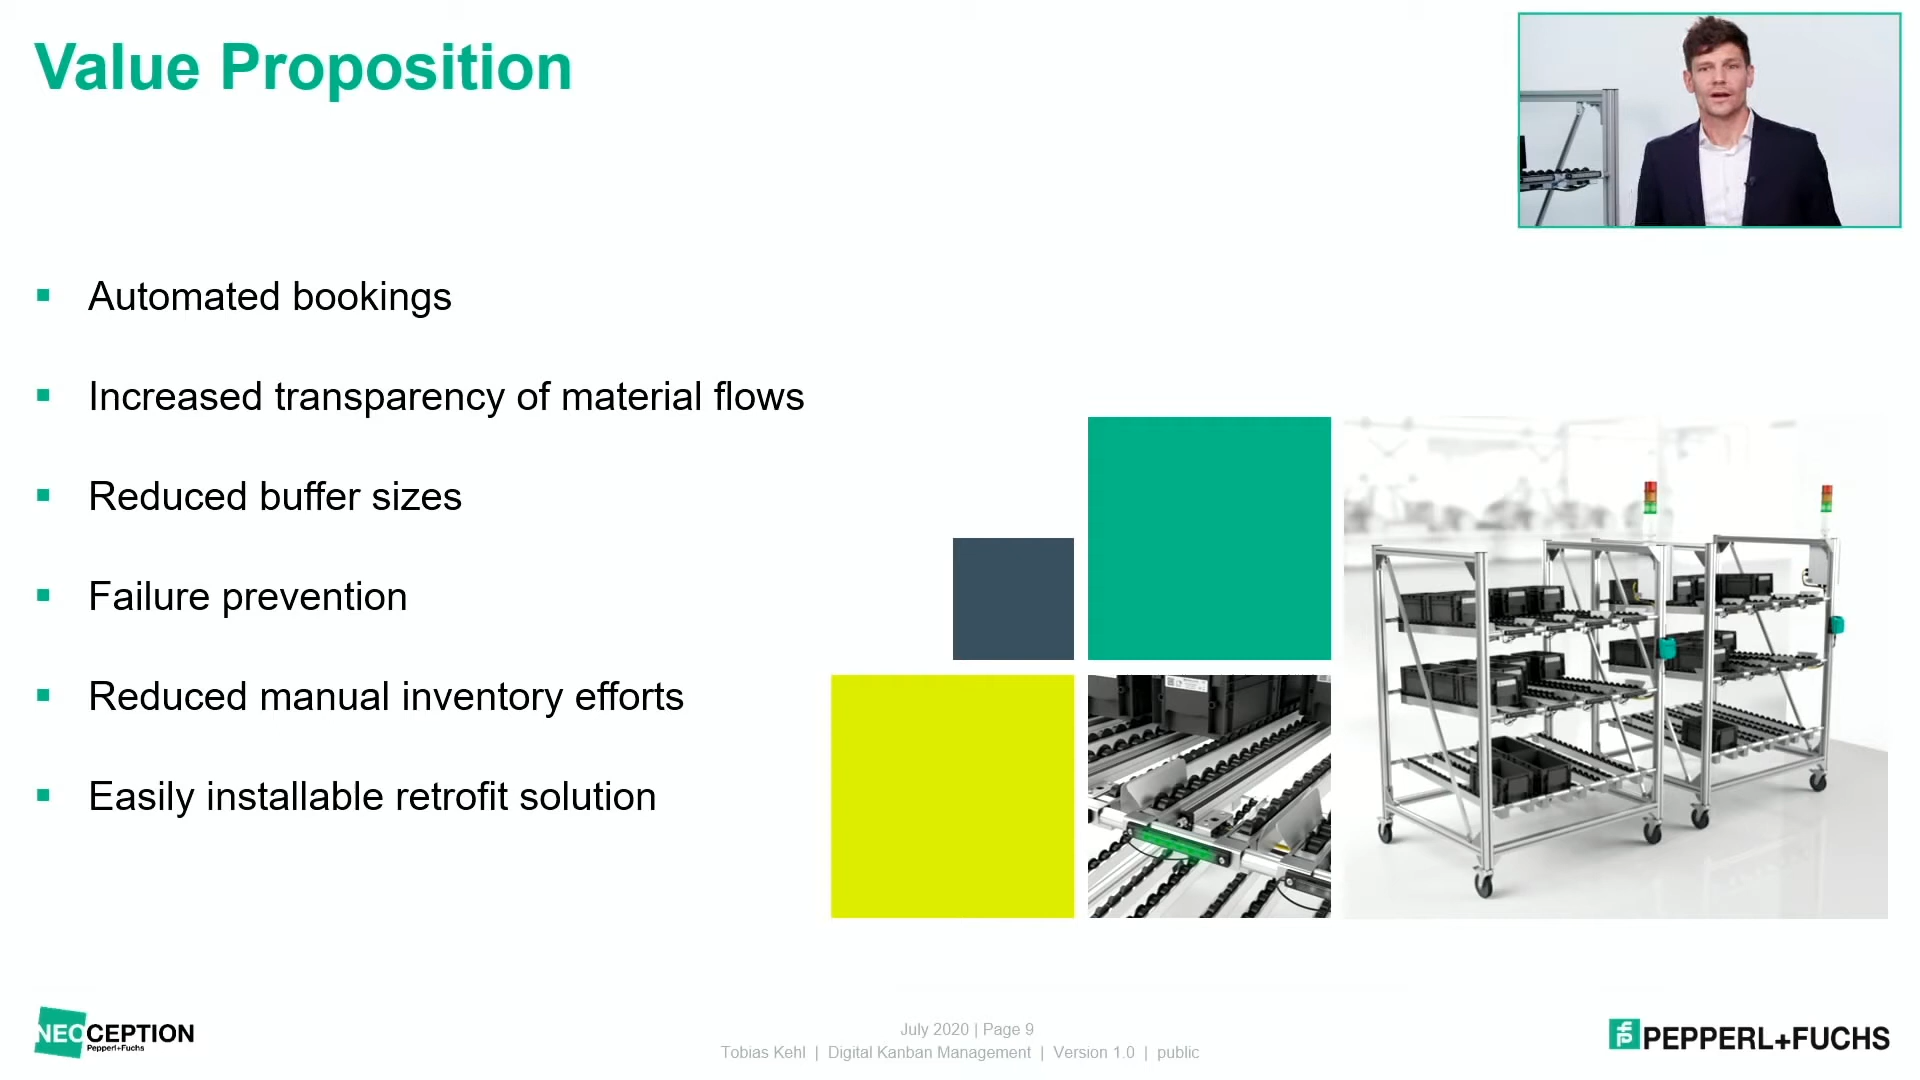 Value Proposition
Automated bookings
Increased transparency of material flows
Reduced buffer sizes
Failure prevention
Reduced manual inventory efforts
Easily installable retrofit solution
NEOCEPTION
Pepperl+Fuchs
July 2020 | Page 9
Tobias Kehl | Digital Kanban Management | Version 1.0 | public
PEPPERL+FUCHS